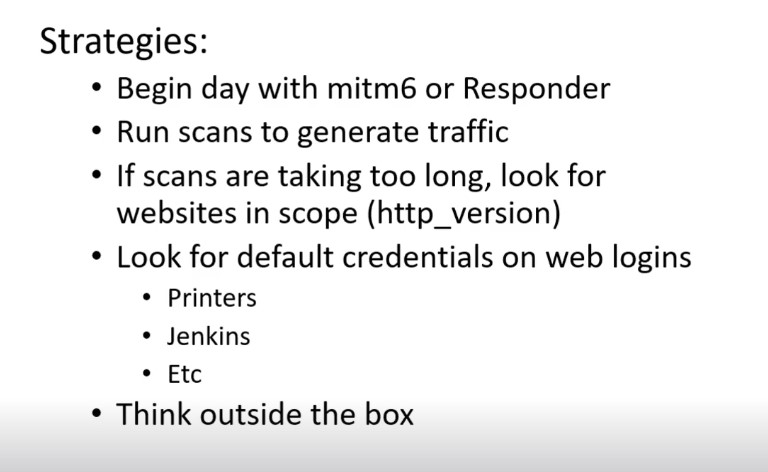 Strategies:
• Begin day with mitm6 or Responder
• Run scans to generate traffic
• If scans are taking too long, look for
websites in scope (http_version)
• Look for default credentials on web logins
• Printers
• Jenkins
• Etc
• Think outside the box